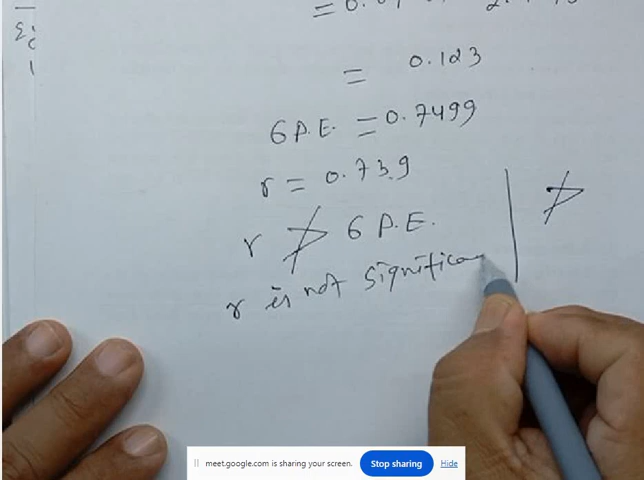 = 0.123
6 P.E. = 0.7499
r = 0.739
r ≯ 6 P.E.
≯
r is not significan
meet.google.com is sharing your screen. Stop sharing Hide